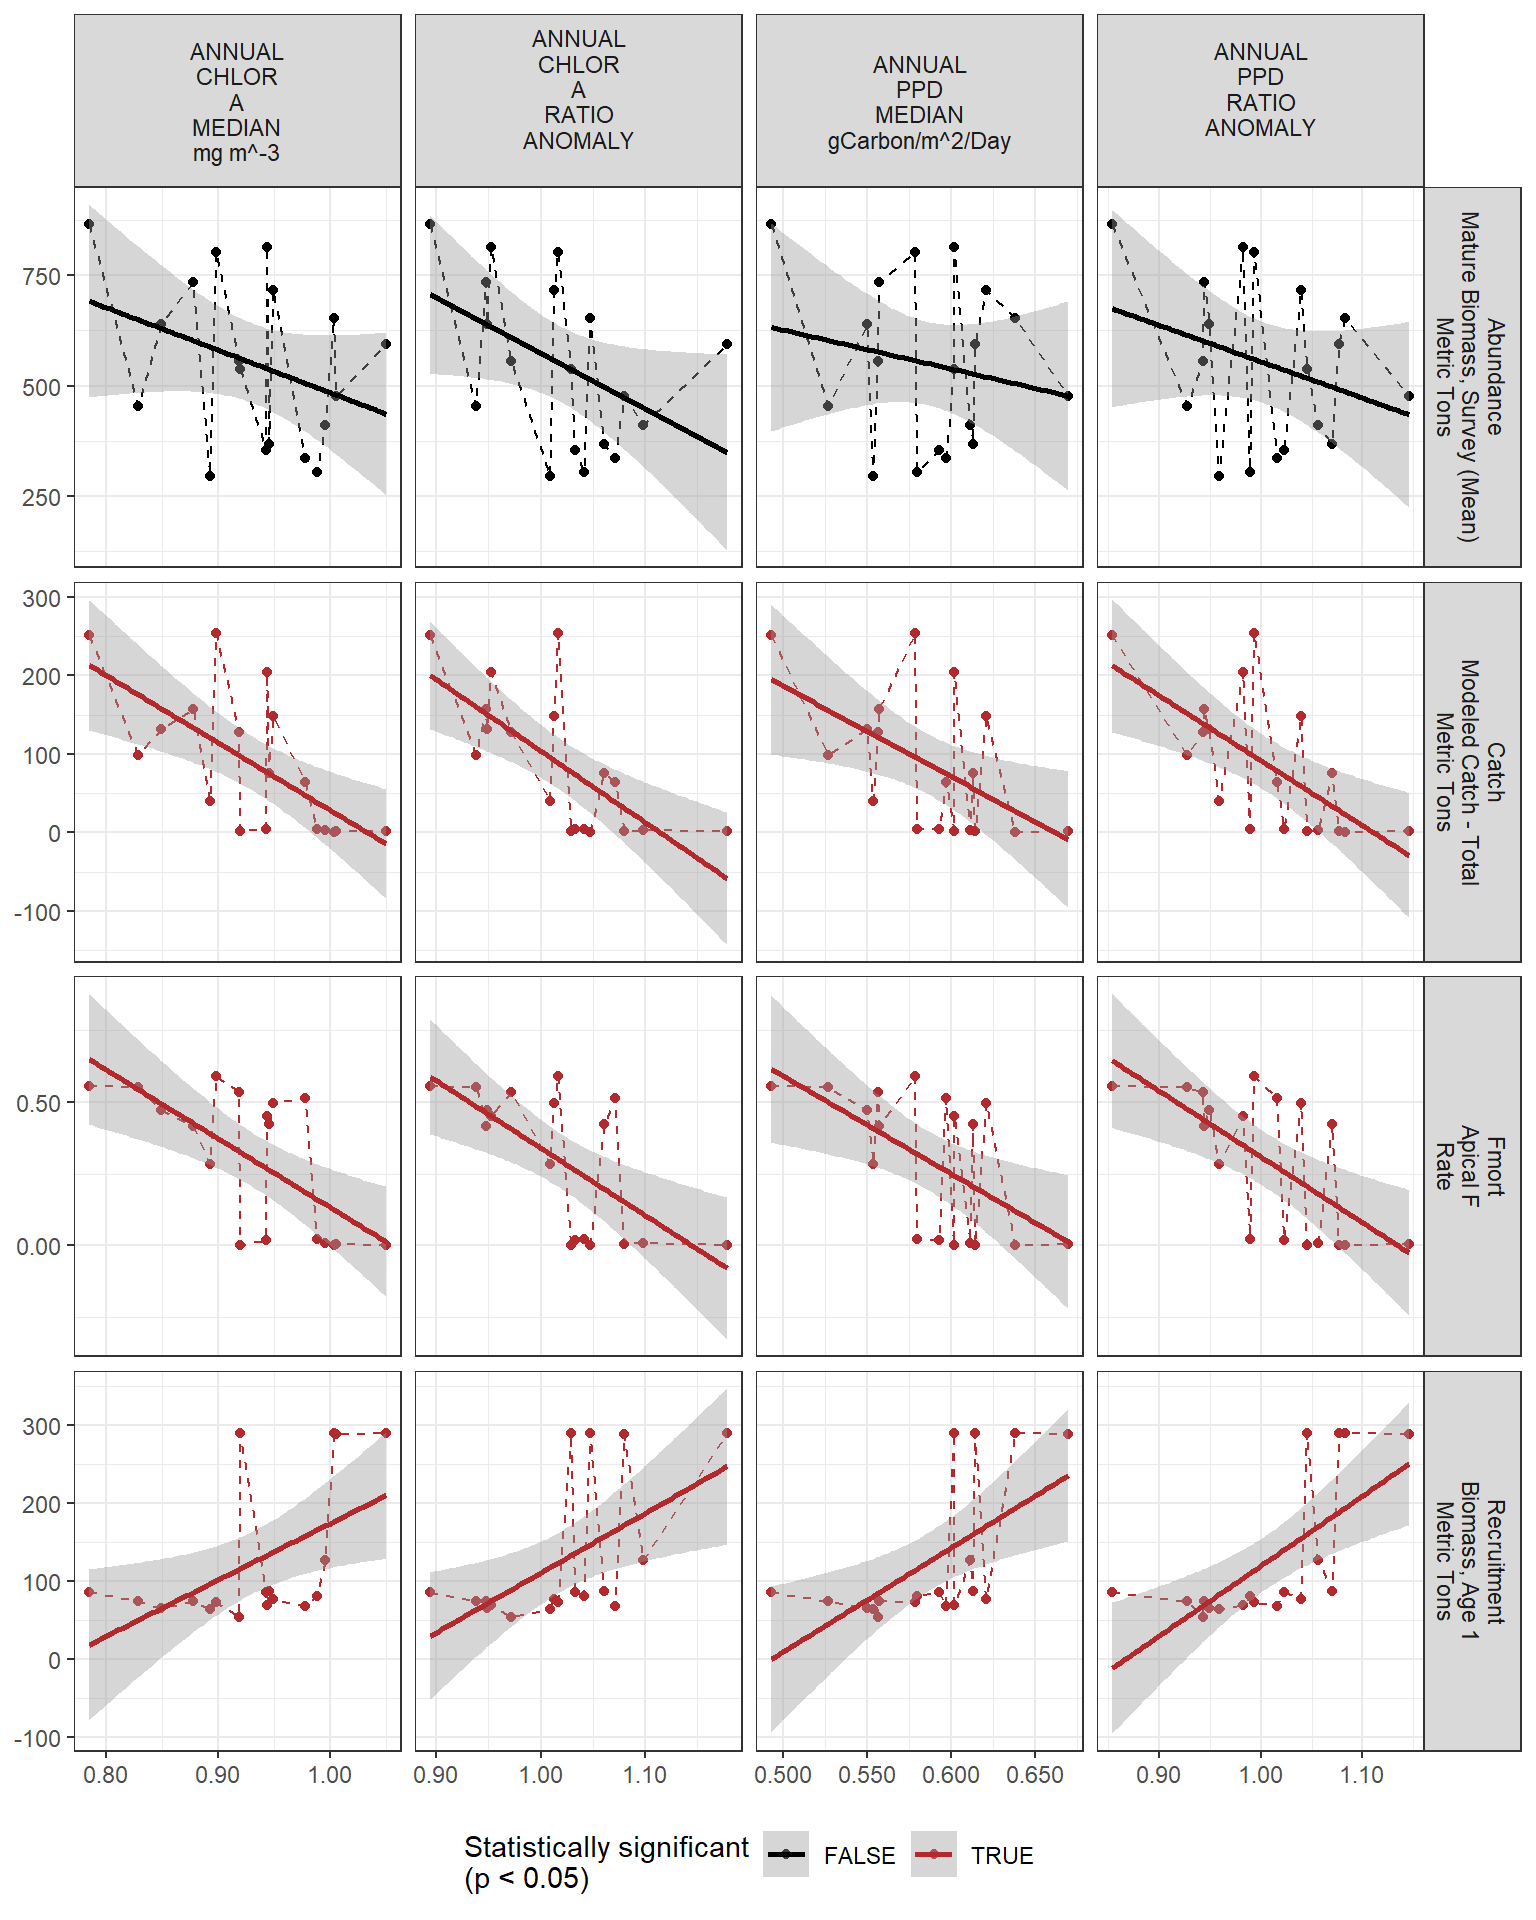 ANNUAL
CHLOR
A
MEDIAN
mg m^-3
ANNUAL
CHLOR
A
RATIO
ANOMALY
ANNUAL
PPD
MEDIAN
gCarbon/m^2/Day
ANNUAL
PPD
RATIO
ANOMALY
750
500
250
Abundance
Mature Biomass, Survey (Mean)
Metric Tons
300
200
100
0
-100
Catch
Modeled Catch - Total
Metric Tons
0.50
0.00
Fmort
Apical F
Rate
300
200
100
0
-100
Recruitment
Biomass, Age 1
Metric Tons
0.80 0.90 1.00
0.90 1.00 1.10
0.500 0.550 0.600 0.650
0.90 1.00 1.10
Statistically significant
(p < 0.05)
FALSE
TRUE